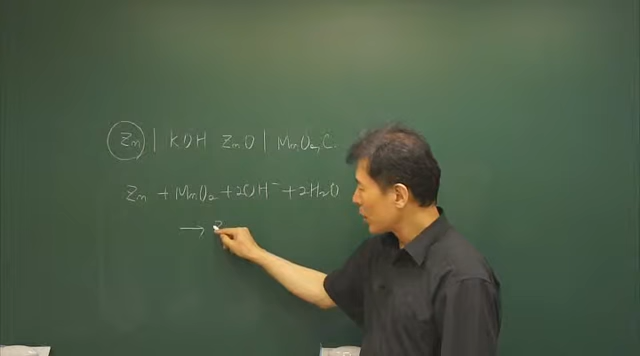 Zn | KOH ZnO | MnO₂, C.
Zn + MnO₂ + 2OH⁻ + 2H₂O
→